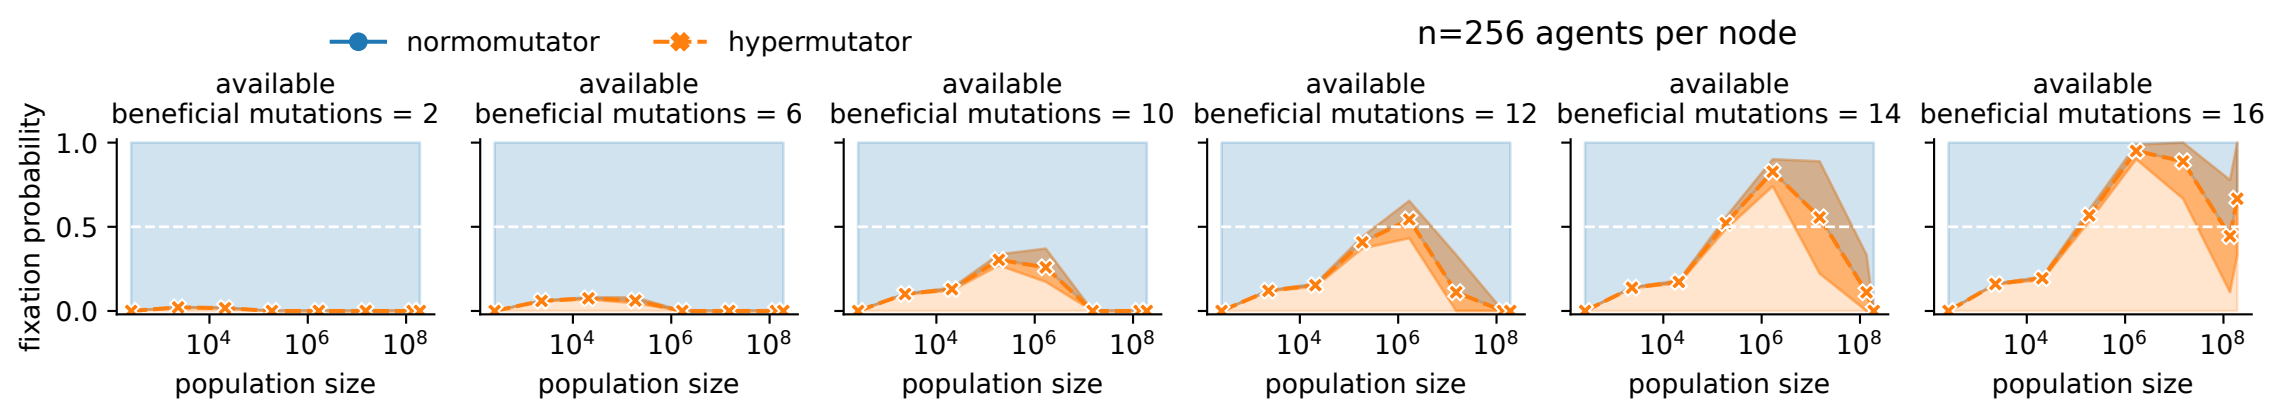 normomutator
hypermutator
n=256 agents per node
available
beneficial mutations = 2
available
beneficial mutations = 6
available
beneficial mutations = 10
available
beneficial mutations = 12
available
beneficial mutations = 14
available
beneficial mutations = 16
fixation probability
1.0
0.5
0.0
10⁴ 10⁶ 10⁸
10⁴ 10⁶ 10⁸
10⁴ 10⁶ 10⁸
10⁴ 10⁶ 10⁸
10⁴ 10⁶ 10⁸
10⁴ 10⁶ 10⁸
population size
population size
population size
population size
population size
population size